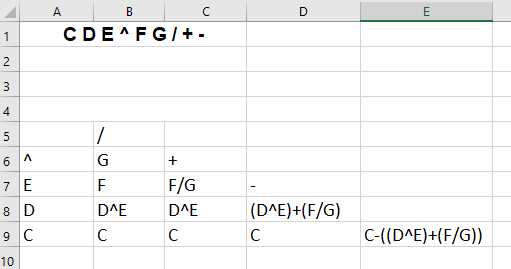 A B C D E
1 C D E ^ F G / + -
2
3
4
5 /
6 ^ G +
7 E F F/G -
8 D D^E D^E (D^E)+(F/G)
9 C C C C C-((D^E)+(F/G))
10